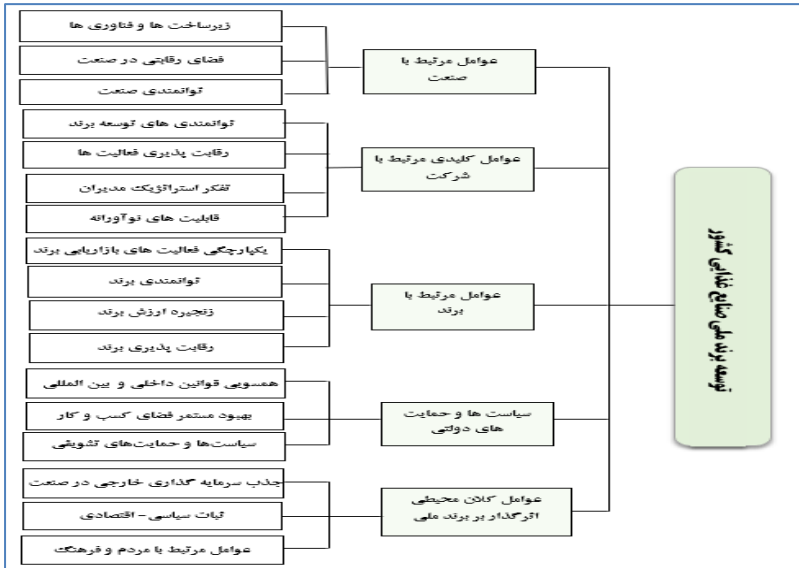 توسعه برند ملی صنایع غذایی کشور
عوامل مرتبط با
صنعت
زیرساخت ها و فناوری ها
فضای رقابتی در صنعت
توانمندی صنعت
عوامل کلیدی مرتبط با
شرکت
توانمندی های توسعه برند
رقابت پذیری فعالیت ها
تفکر استراتژیک مدیران
قابلیت های نوآورانه
عوامل مرتبط با
برند
یکپارچگی فعالیت های بازاریابی برند
توانمندی برند
زنجیره ارزش برند
رقابت پذیری برند
سیاست ها و حمایت
های دولتی
همسویی قوانین داخلی و بین المللی
بهبود مستمر فضای کسب و کار
سیاست‌ها و حمایت‌های تشویقی
عوامل کلان محیطی
اثرگذار بر برند ملی
جذب سرمایه گذاری خارجی در صنعت
ثبات سیاسی- اقتصادی
عوامل مرتبط با مردم و فرهنگ